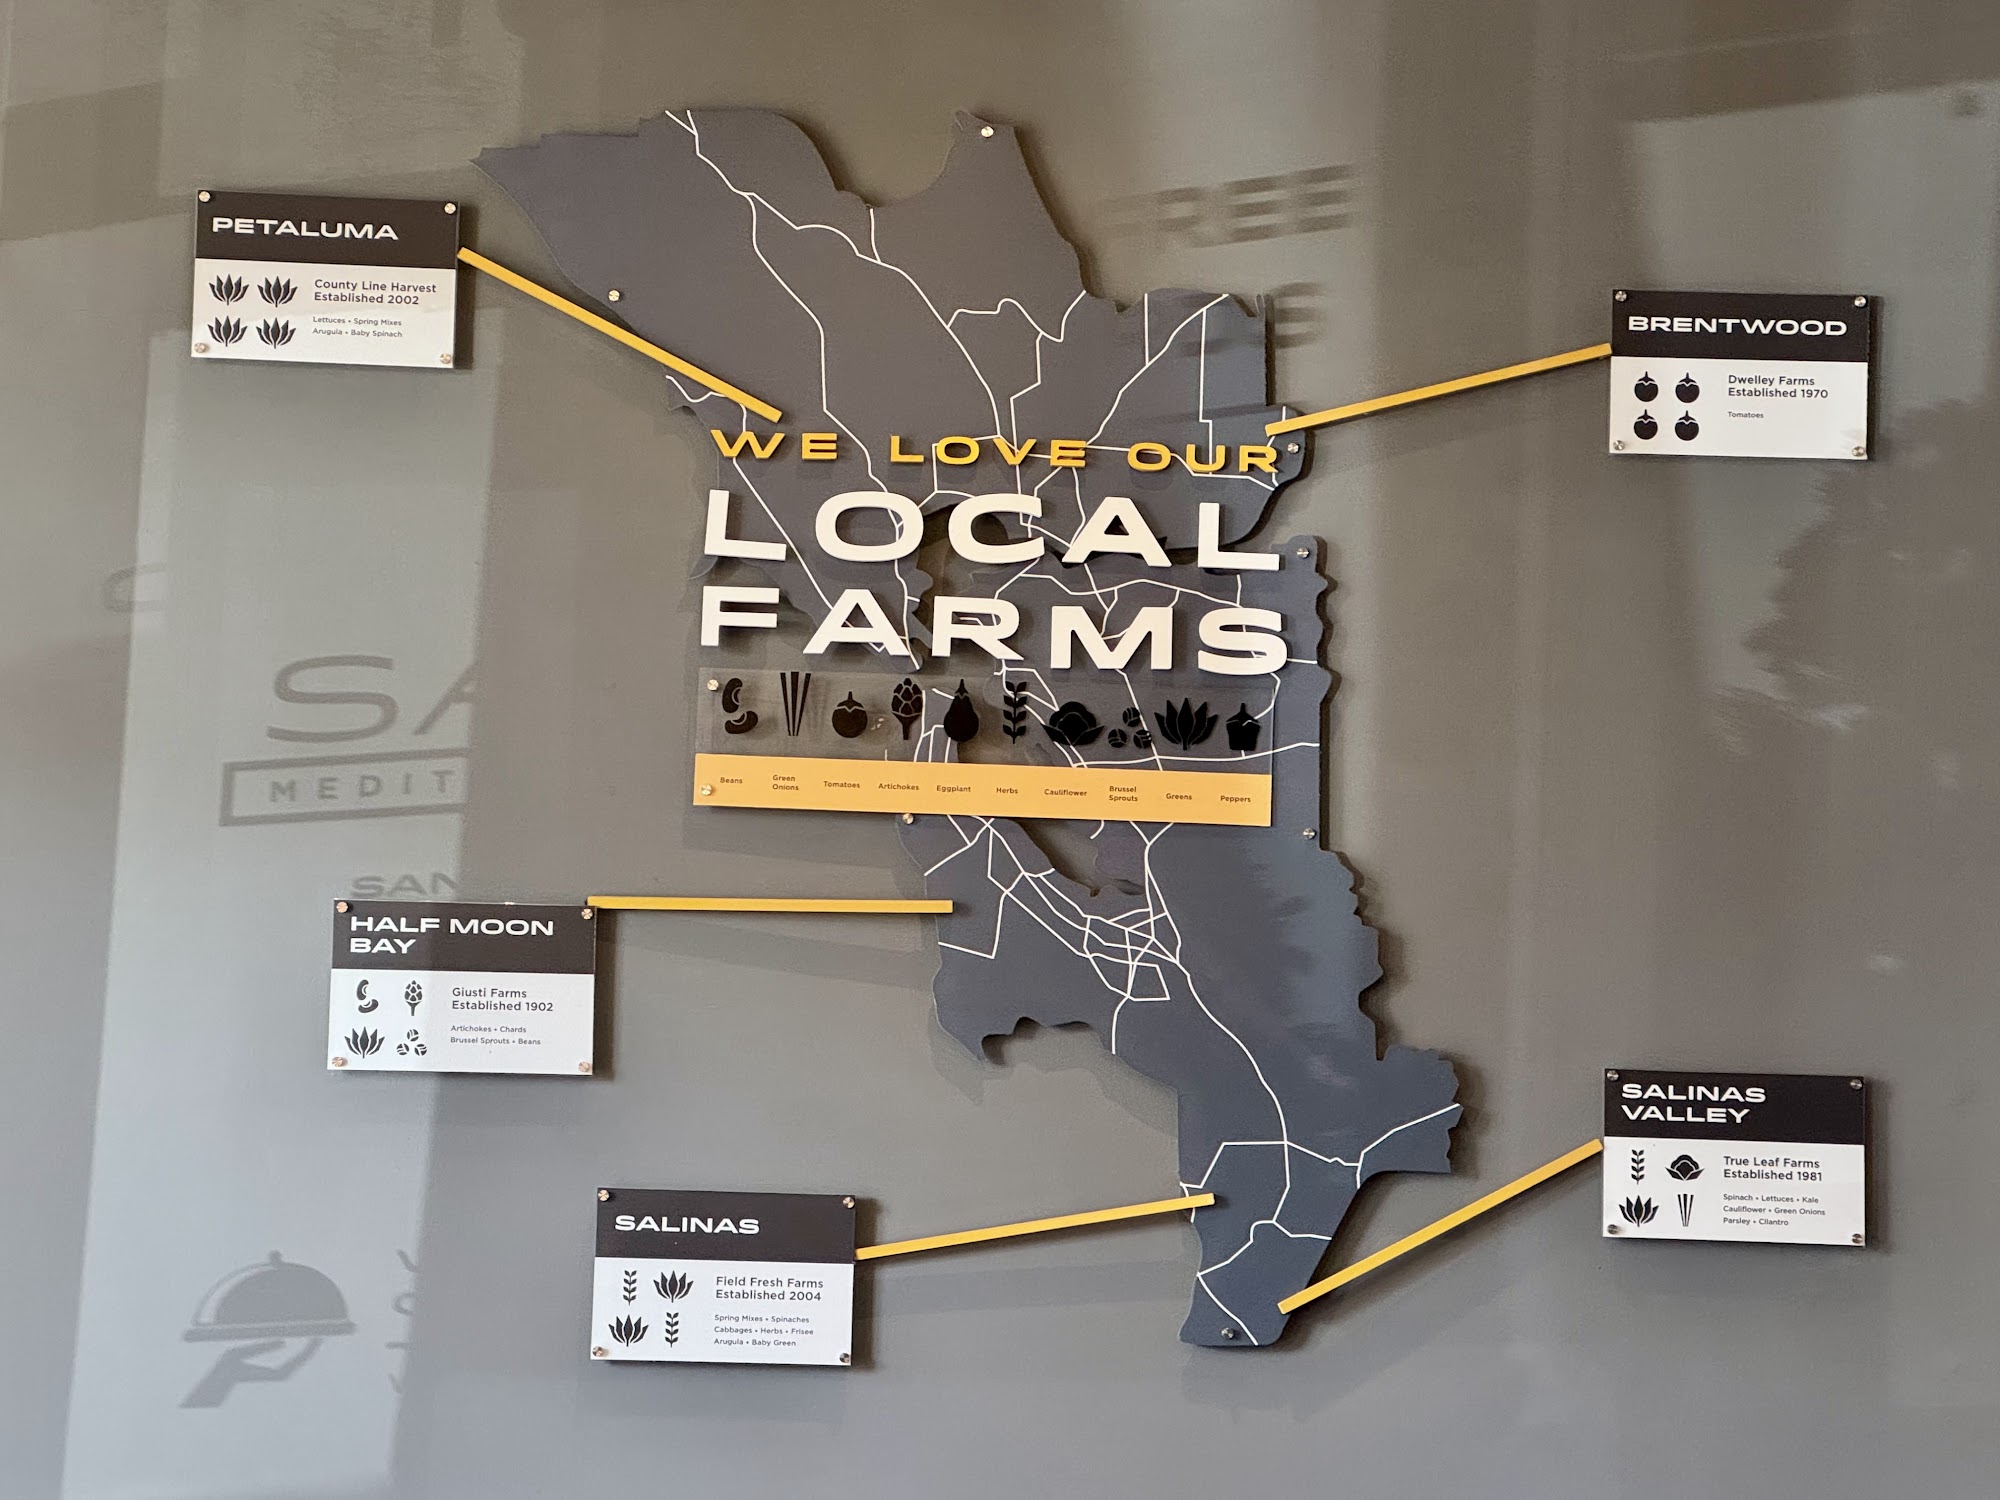 PETALUMA
County Line Harvest
Established 2002
Lettuces + Spring Mixes
Arugula + Baby Spinach
BRENTWOOD
Dwelley Farms
Established 1970
Tomatoes
WE LOVE OUR
LOCAL
FARMS
Beans
Green
Onions
Tomatoes
Artichokes
Eggplant
Herbs
Cauliflower
Brussel
Sprouts
Greens
Peppers
SA
MEDIT
SAN
HALF MOON
BAY
Giusti Farms
Established 1902
Artichokes + Chards
Brussel Sprouts + Beans
SALINAS
VALLEY
True Leaf Farms
Established 1981
Spinach + Lettuces + Kale
Cauliflower + Green Onions
Parsley + Cilantro
SALINAS
Field Fresh Farms
Established 2004
Spring Mixes + Spinaches
Cabbages + Herbs + Frisee
Arugula + Baby Green